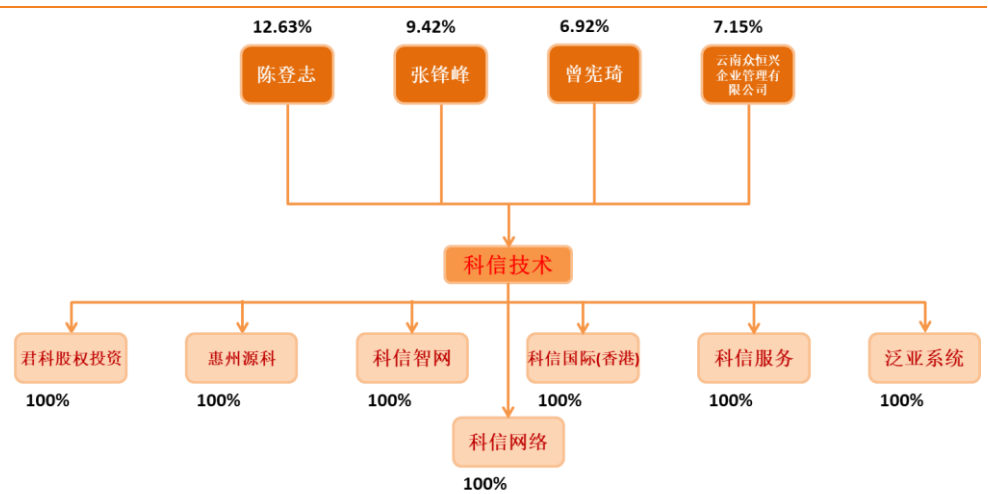 12.63%
9.42%
6.92%
7.15%
陈登志
张锋峰
曾宪琦
云南众恒兴
企业管理有
限公司
科信技术
君科股权投资
惠州源科
科信智网
科信国际(香港)
科信服务
泛亚系统
100%
100%
100%
100%
100%
100%
科信网络
100%